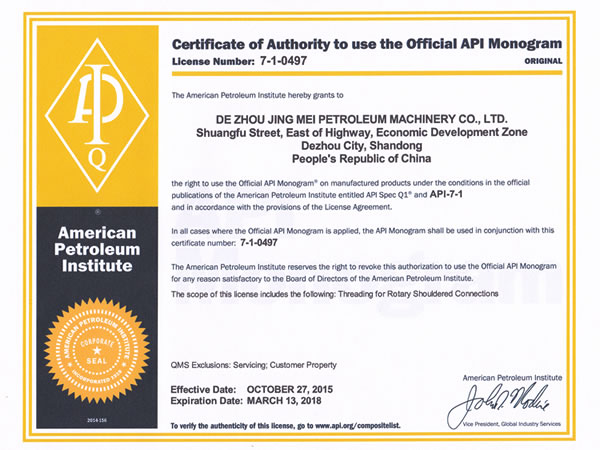 API
Q
®
American
Petroleum
Institute
AMERICAN PETROLEUM INSTITUTE
CORPORATE
SEAL
2014-156
Certificate of Authority to use the Official API Monogram
License Number: 7-1-0497
ORIGINAL
The American Petroleum Institute hereby grants to
DE ZHOU JING MEI PETROLEUM MACHINERY CO., LTD.
Shuangfu Street, East of Highway, Economic Development Zone
Dezhou City, Shandong
People's Republic of China
the right to use the Official API Monogram® on manufactured products under the conditions in the official
publications of the American Petroleum Institute entitled API Spec Q1® and API-7-1
and in accordance with the provisions of the License Agreement.
In all cases where the Official API Monogram is applied, the API Monogram shall be used in conjunction with this
certificate number: 7-1-0497
The American Petroleum Institute reserves the right to revoke this authorization to use the Official API Monogram
for any reason satisfactory to the Board of Directors of the American Petroleum Institute.
The scope of this license includes the following: Threading for Rotary Shouldered Connections
QMS Exclusions: Servicing; Customer Property
Effective Date: OCTOBER 27, 2015
Expiration Date: MARCH 13, 2018
To verify the authenticity of this license, go to www.api.org/compositelist.
American Petroleum Institute
Vice President, Global Industry Services